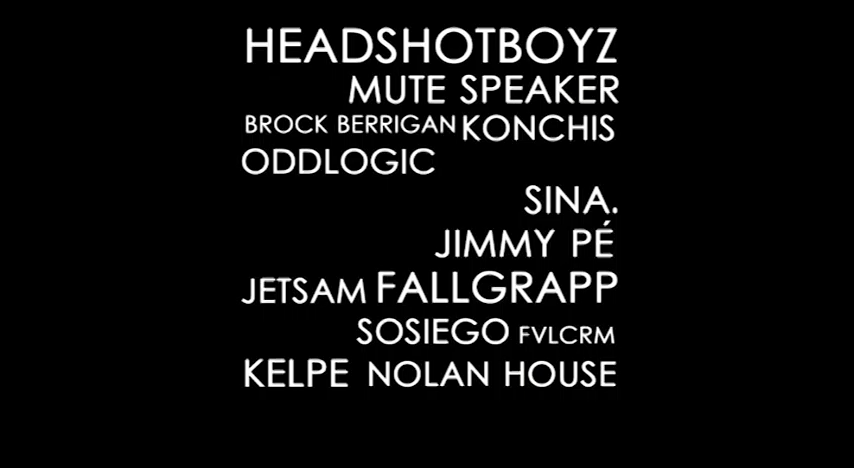 HEADSHOTBOYZ
MUTE SPEAKER
BROCK BERRIGAN KONCHIS
ODDLOGIC
SINA.
JIMMY PÉ
JETSAM FALLGRAPP
SOSIEGO FVLCRM
KELPE NOLAN HOUSE